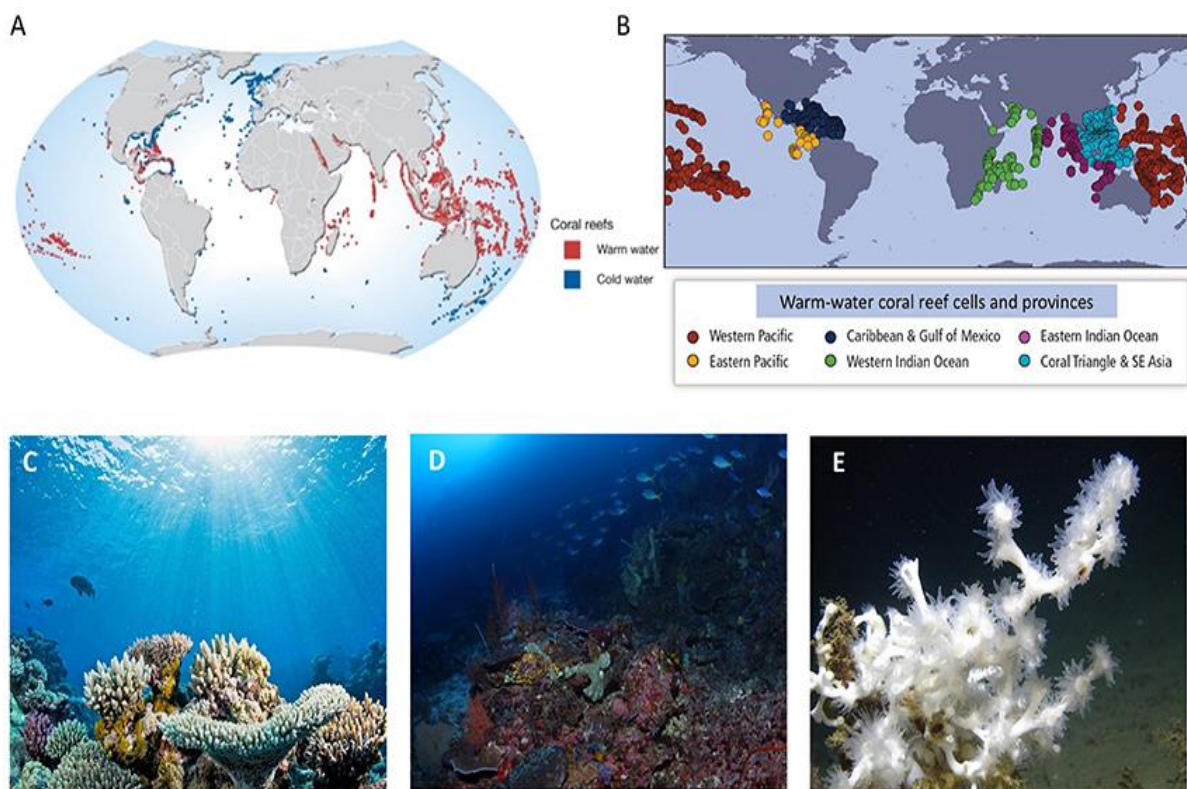 A
B
Coral reefs
Warm water
Cold water
Warm-water coral reef cells and provinces
Western Pacific
Caribbean & Gulf of Mexico
Eastern Indian Ocean
Eastern Pacific
Western Indian Ocean
Coral Triangle & SE Asia
C
D
E